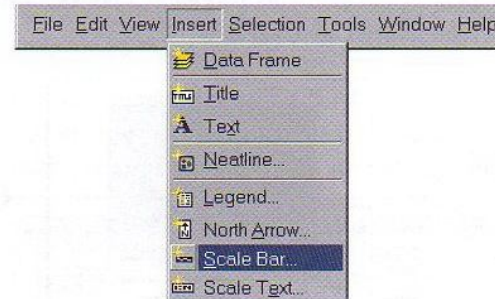 File Edit View Insert Selection Tools Window Help
Data Frame
Title
Text
Neatline...
Legend...
North Arrow...
Scale Bar...
Scale Text...